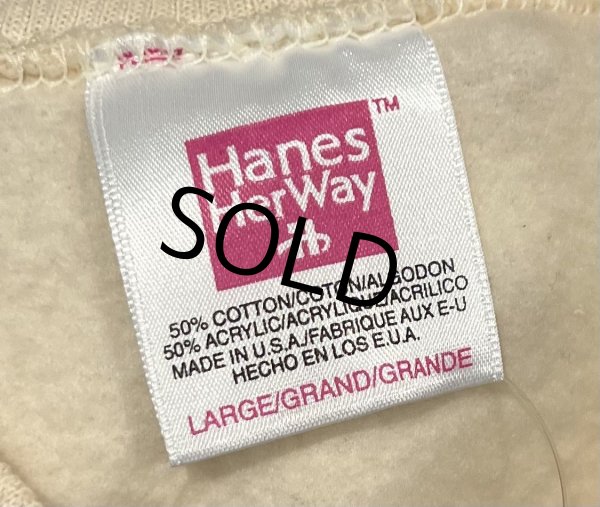 TM
Hanes
HerWay
SOLD
50% COTTON/COTON/ALGODON
50% ACRYLIC/ACRYLIQUE/ACRILICO
MADE IN U.S.A./FABRIQUE AUX E-U
HECHO EN LOS E.U.A.
LARGE/GRAND/GRANDE